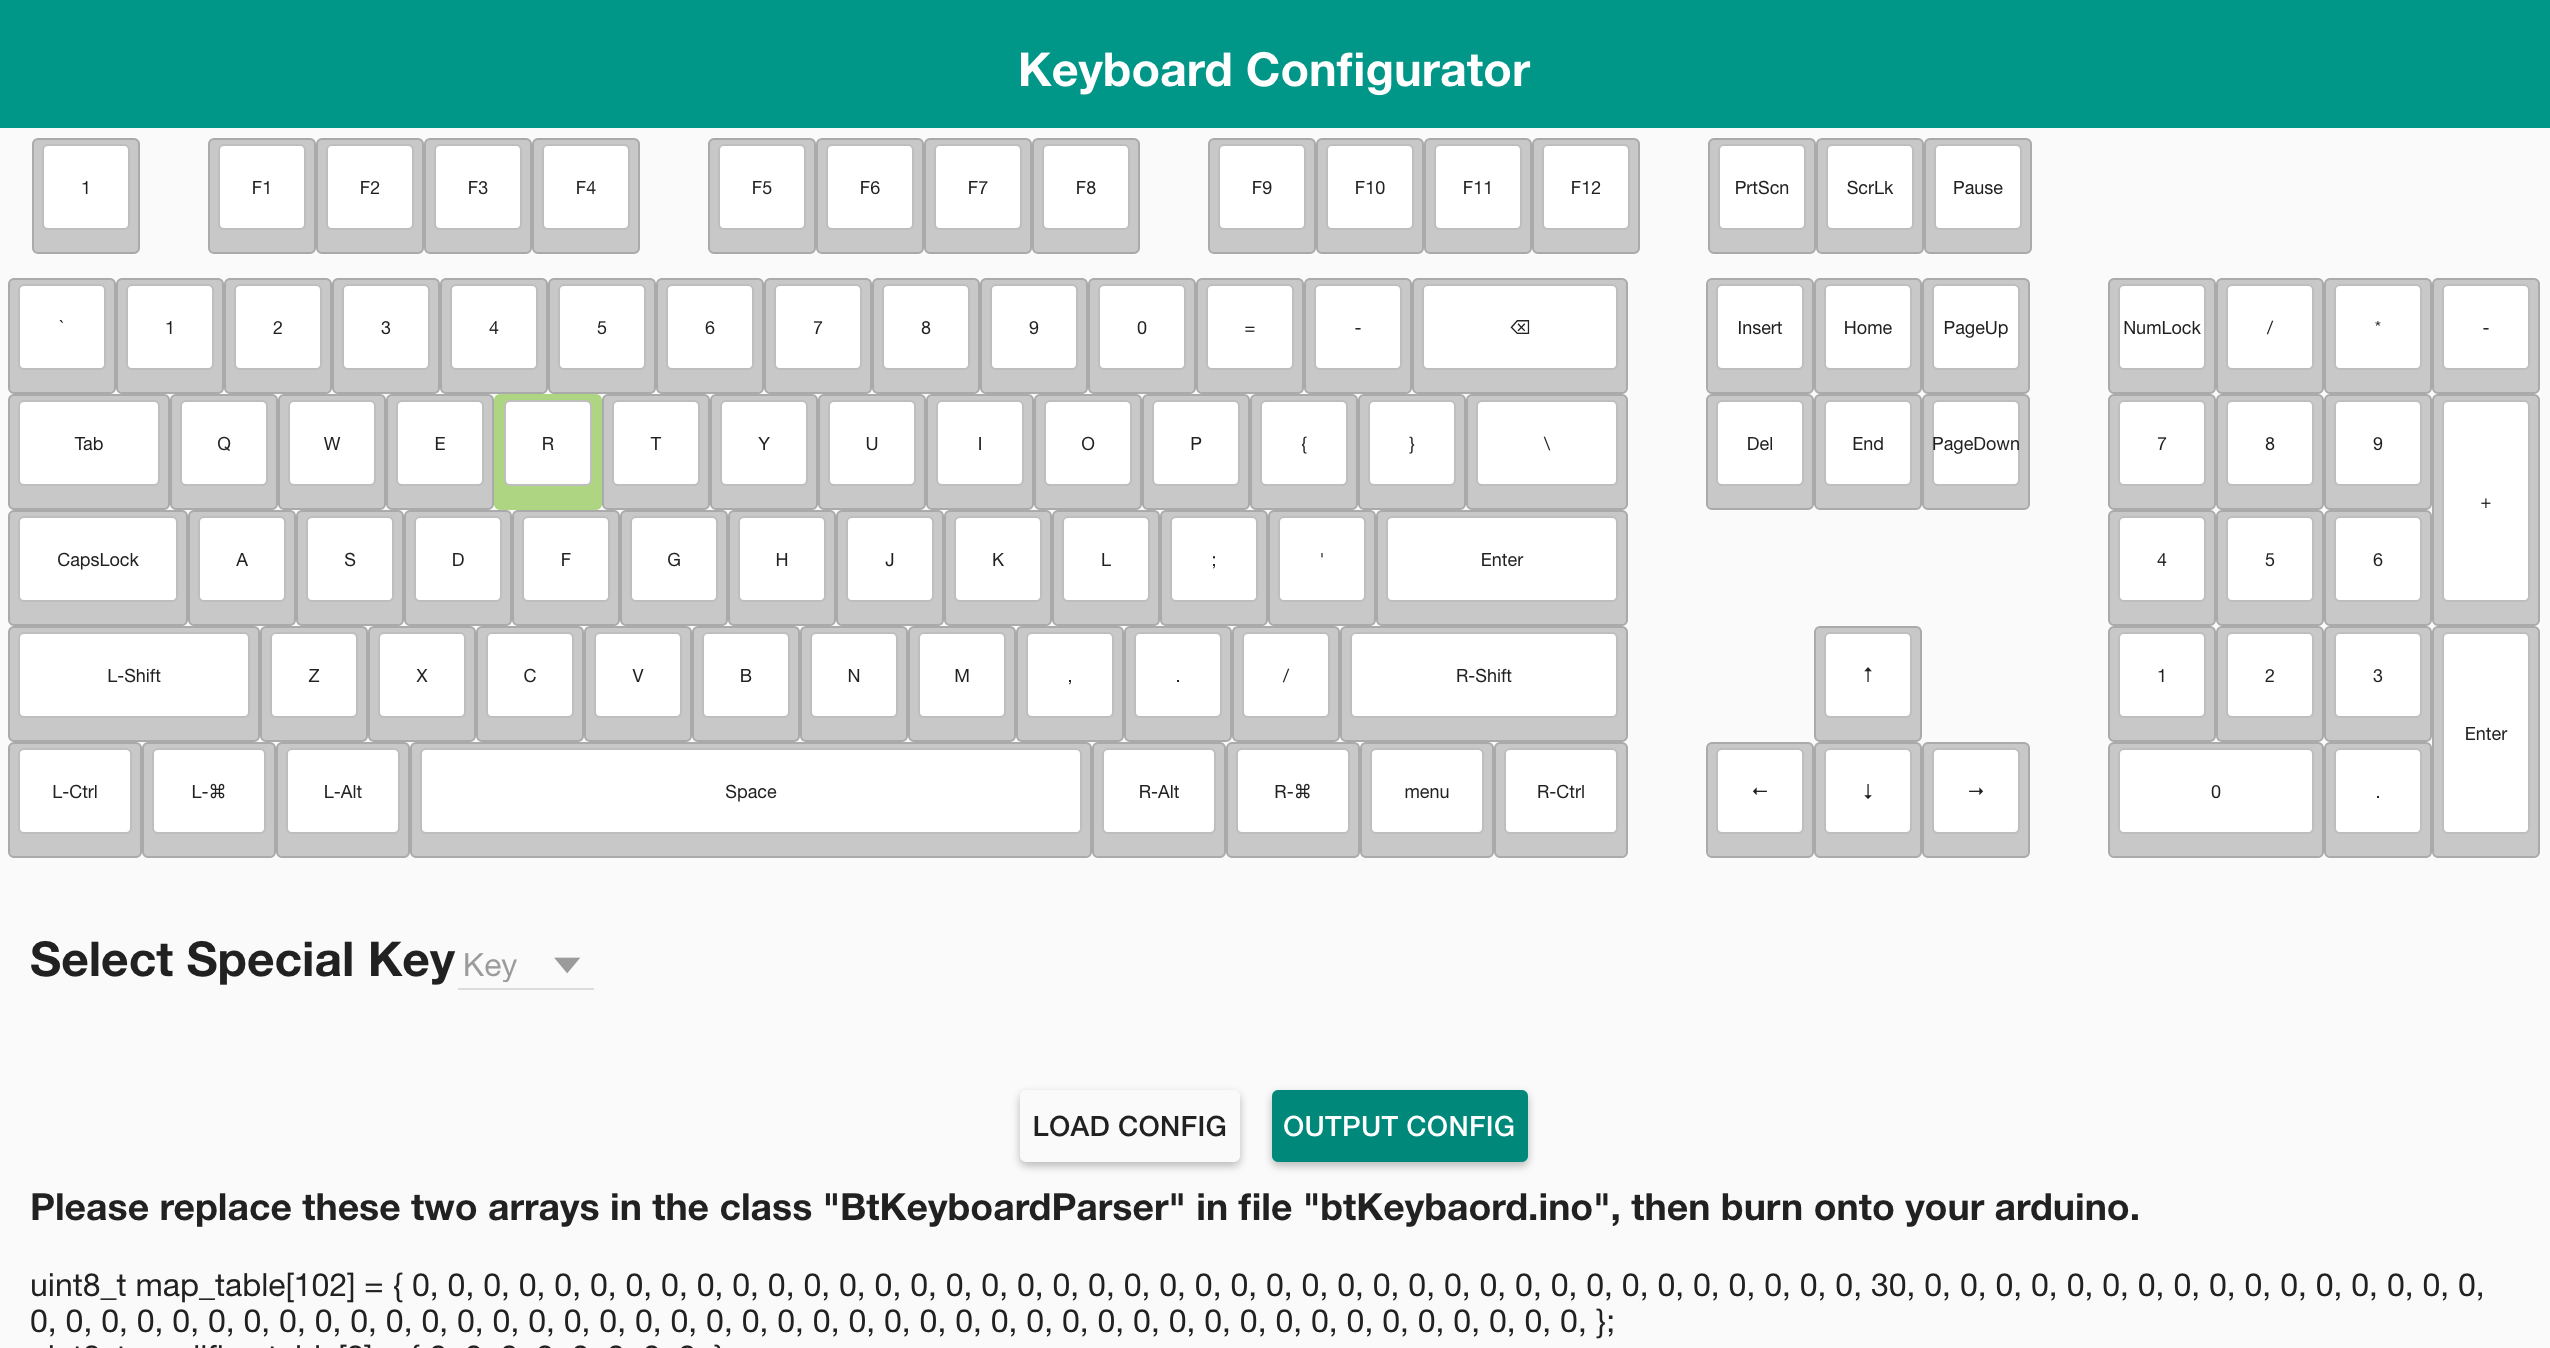 Keyboard Configurator
1 F1 F2 F3 F4 F5 F6 F7 F8 F9 F10 F11 F12 PrtScn ScrLk Pause
` 1 2 3 4 5 6 7 8 9 0 = - ⌫ Insert Home PageUp NumLock / * -
Tab Q W E R T Y U I O P { } \ Del End PageDown 7 8 9 +
CapsLock A S D F G H J K L ; ' Enter 4 5 6
L-Shift Z X C V B N M , . / R-Shift ↑ 1 2 3 Enter
L-Ctrl L-⌘ L-Alt Space R-Alt R-⌘ menu R-Ctrl ← ↓ → 0 .
Select Special Key Key
LOAD CONFIG OUTPUT CONFIG
Please replace these two arrays in the class "BtKeyboardParser" in file "btKeybaord.ino", then burn onto your arduino.
uint8_t map_table[102] = { 0, 0, 0, 0, 0, 0, 0, 0, 0, 0, 0, 0, 0, 0, 0, 0, 0, 0, 0, 0, 0, 0, 0, 0, 0, 0, 0, 0, 0, 0, 0, 0, 0, 0, 0, 0, 0, 0, 0, 0, 0, 30, 0, 0, 0, 0, 0, 0, 0, 0, 0, 0, 0, 0, 0, 0, 0, 0,
0, 0, 0, 0, 0, 0, 0, 0, 0, 0, 0, 0, 0, 0, 0, 0, 0, 0, 0, 0, 0, 0, 0, 0, 0, 0, 0, 0, 0, 0, 0, 0, 0, 0, 0, 0, 0, 0, 0, 0, 0, 0, 0, 0, };